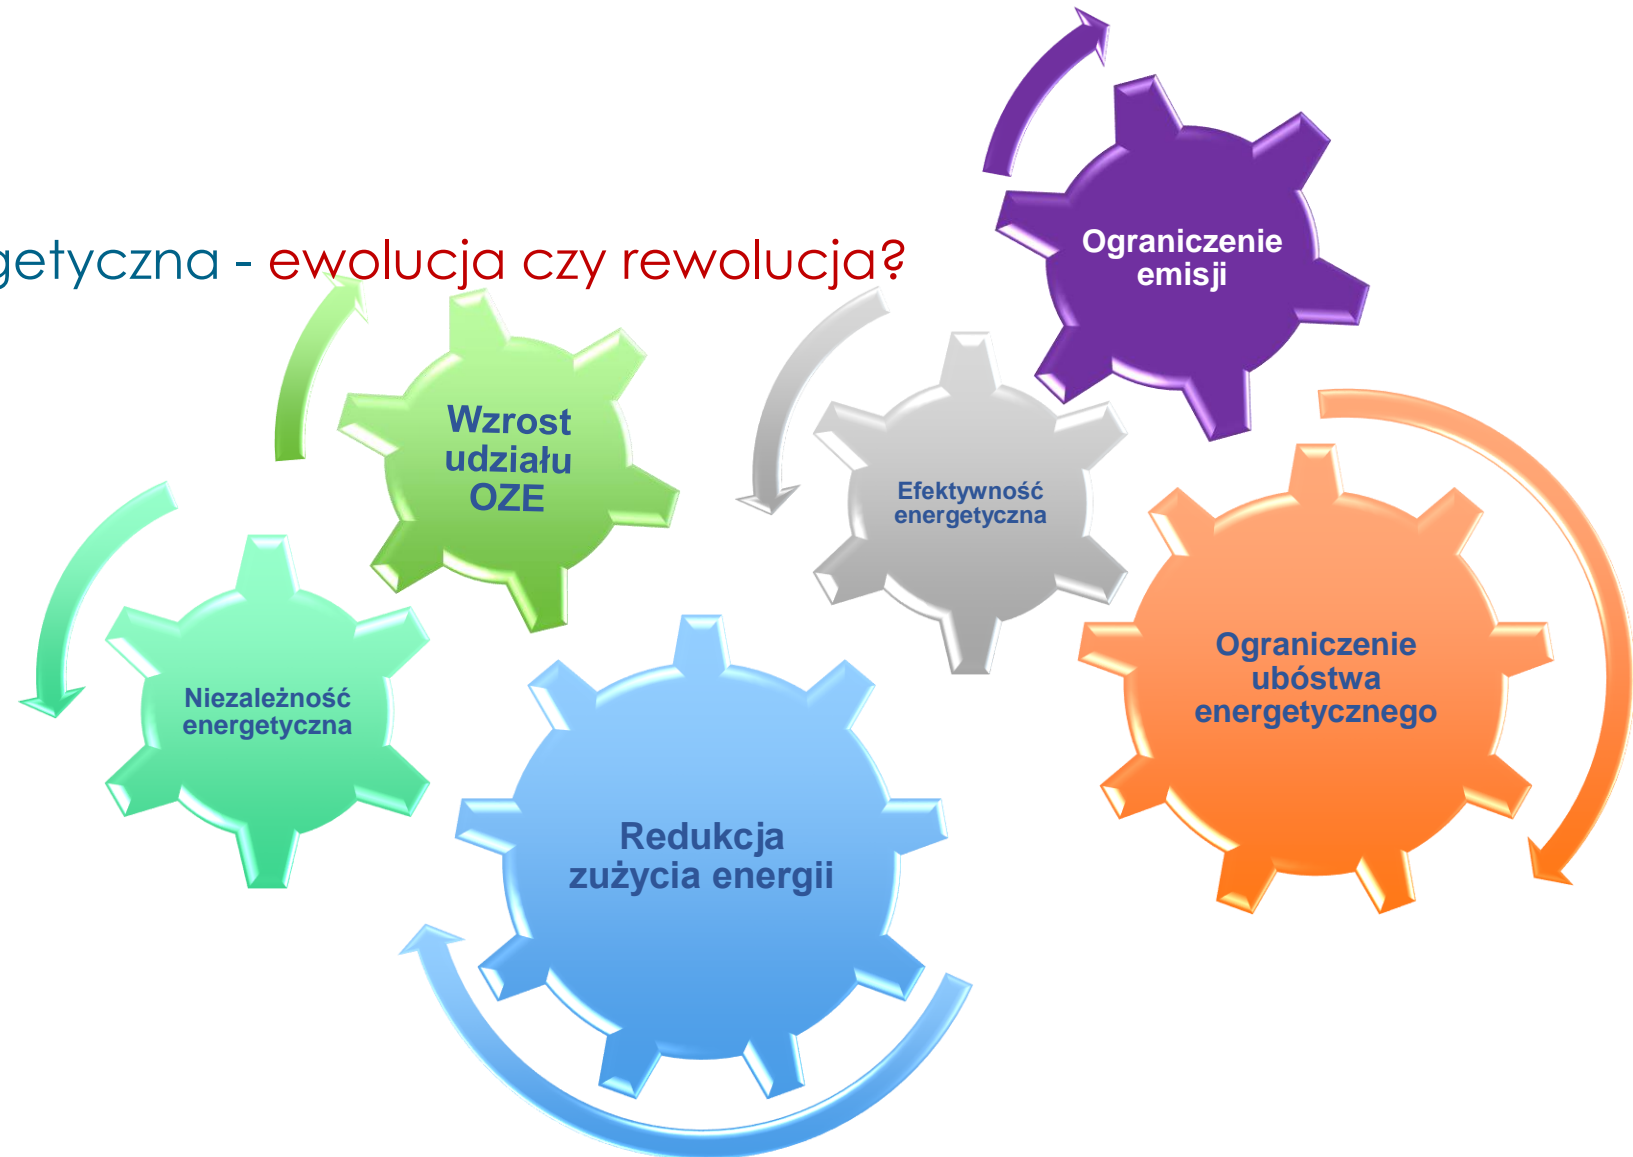 getyczna - ewolucja czy rewolucja?
Ograniczenie
emisji
Wzrost
udziału
OZE
Efektywność
energetyczna
Niezależność
energetyczna
Ograniczenie
ubóstwa
energetycznego
Redukcja
zużycia energii